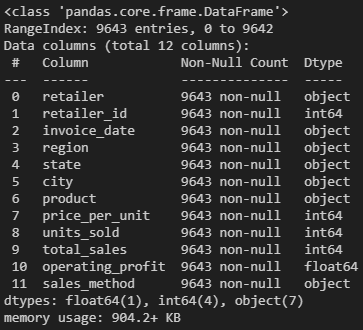 <class 'pandas.core.frame.DataFrame'>
RangeIndex: 9643 entries, 0 to 9642
Data columns (total 12 columns):
 #   Column            Non-Null Count  Dtype
---  ------            --------------  -----
 0   retailer          9643 non-null   object
 1   retailer_id       9643 non-null   int64
 2   invoice_date      9643 non-null   object
 3   region            9643 non-null   object
 4   state             9643 non-null   object
 5   city              9643 non-null   object
 6   product           9643 non-null   object
 7   price_per_unit    9643 non-null   int64
 8   units_sold        9643 non-null   int64
 9   total_sales       9643 non-null   int64
 10  operating_profit  9643 non-null   float64
 11  sales_method      9643 non-null   object
dtypes: float64(1), int64(4), object(7)
memory usage: 904.2+ KB